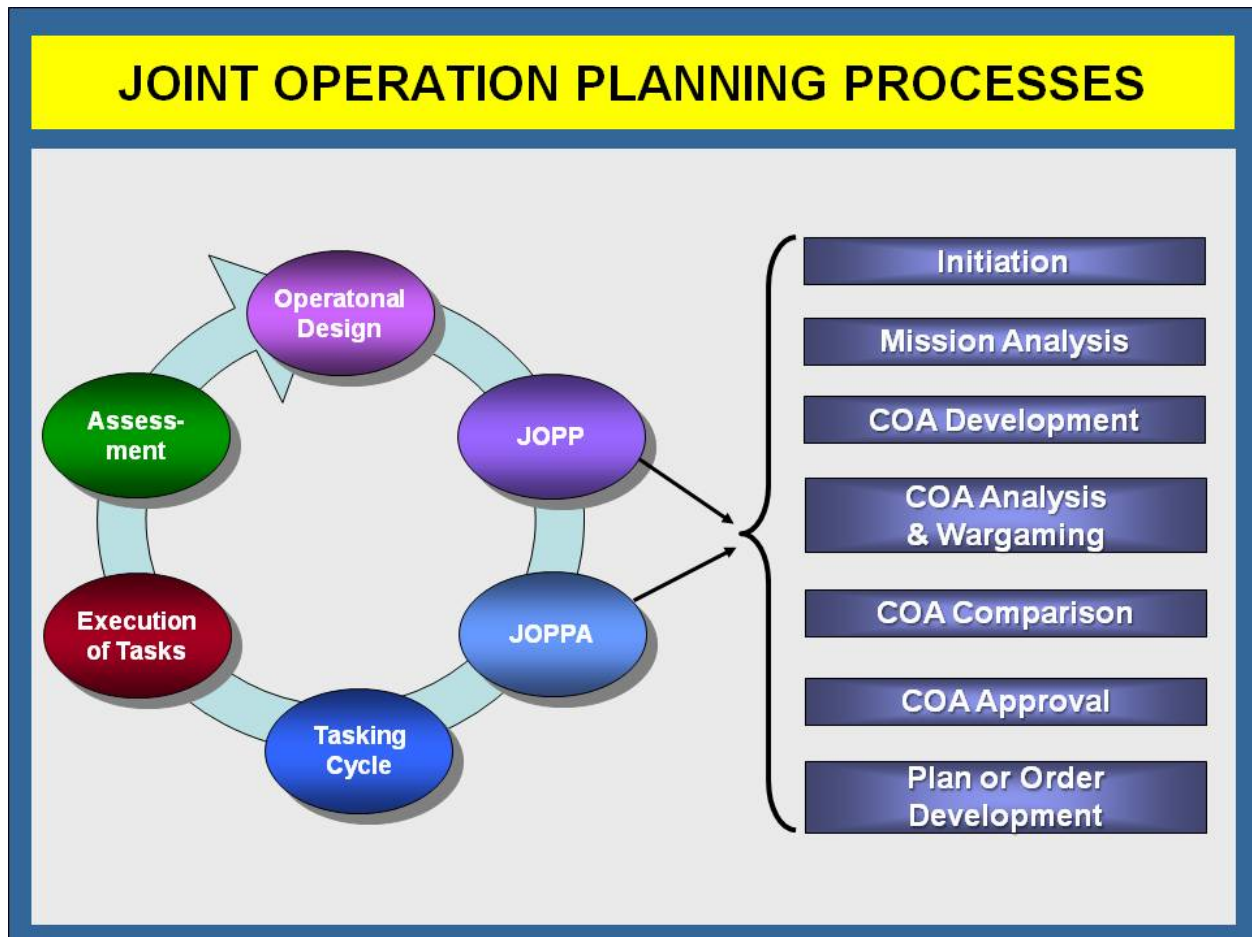 JOINT OPERATION PLANNING PROCESSES
Operatonal
Design
JOPP
JOPPA
Tasking
Cycle
Execution
of Tasks
Assess-
ment
Initiation
Mission Analysis
COA Development
COA Analysis
& Wargaming
COA Comparison
COA Approval
Plan or Order
Development